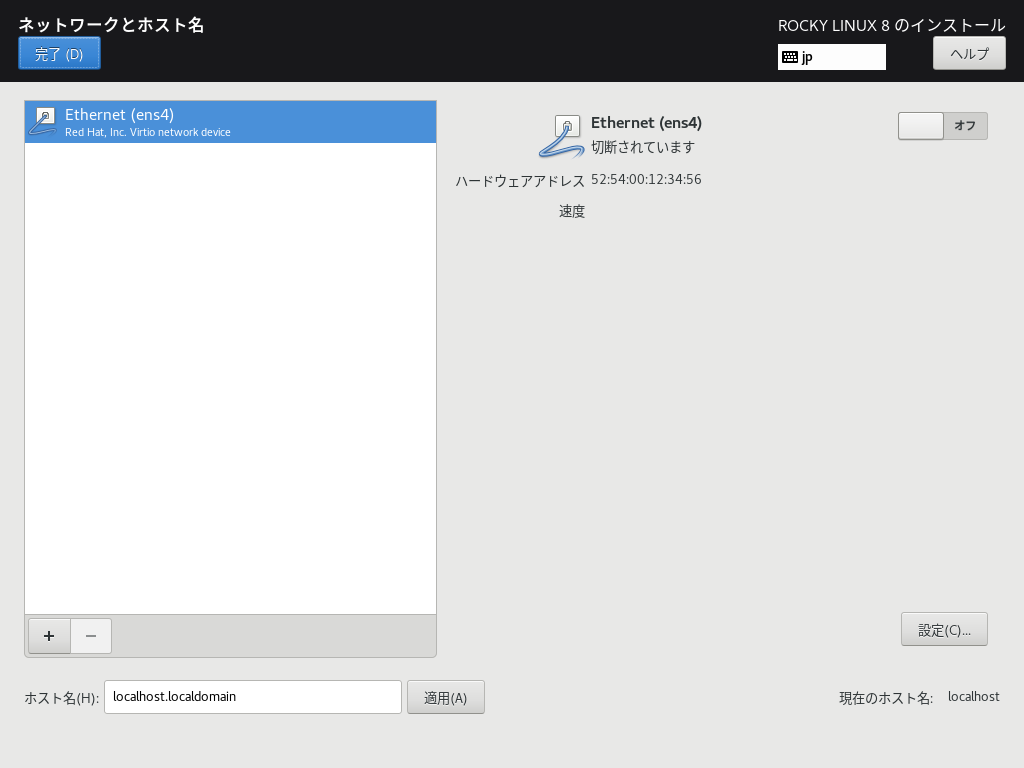 ネットワークとホスト名
ROCKY LINUX 8 のインストール
完了 (D)
jp
ヘルプ
Ethernet (ens4)
Red Hat, Inc. Virtio network device
Ethernet (ens4)
切断されています
オフ
ハードウェアアドレス 52:54:00:12:34:56
速度
+
−
設定(C)...
ホスト名(H): localhost.localdomain 適用(A)
現在のホスト名: localhost